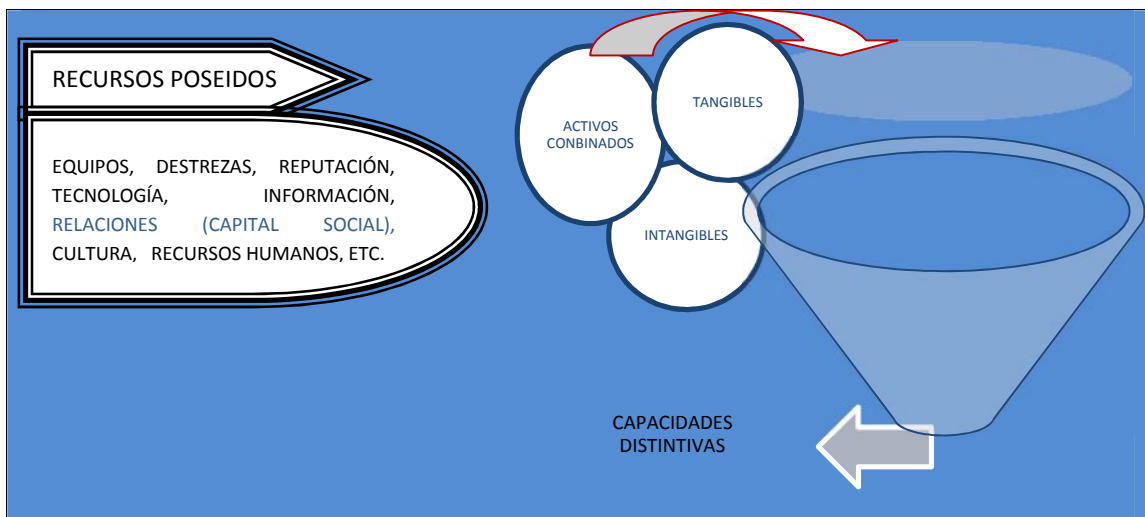 RECURSOS POSEIDOS
EQUIPOS, DESTREZAS, REPUTACIÓN,
TECNOLOGÍA, INFORMACIÓN,
RELACIONES (CAPITAL SOCIAL),
CULTURA, RECURSOS HUMANOS, ETC.
ACTIVOS
CONBINADOS
TANGIBLES
INTANGIBLES
CAPACIDADES
DISTINTIVAS